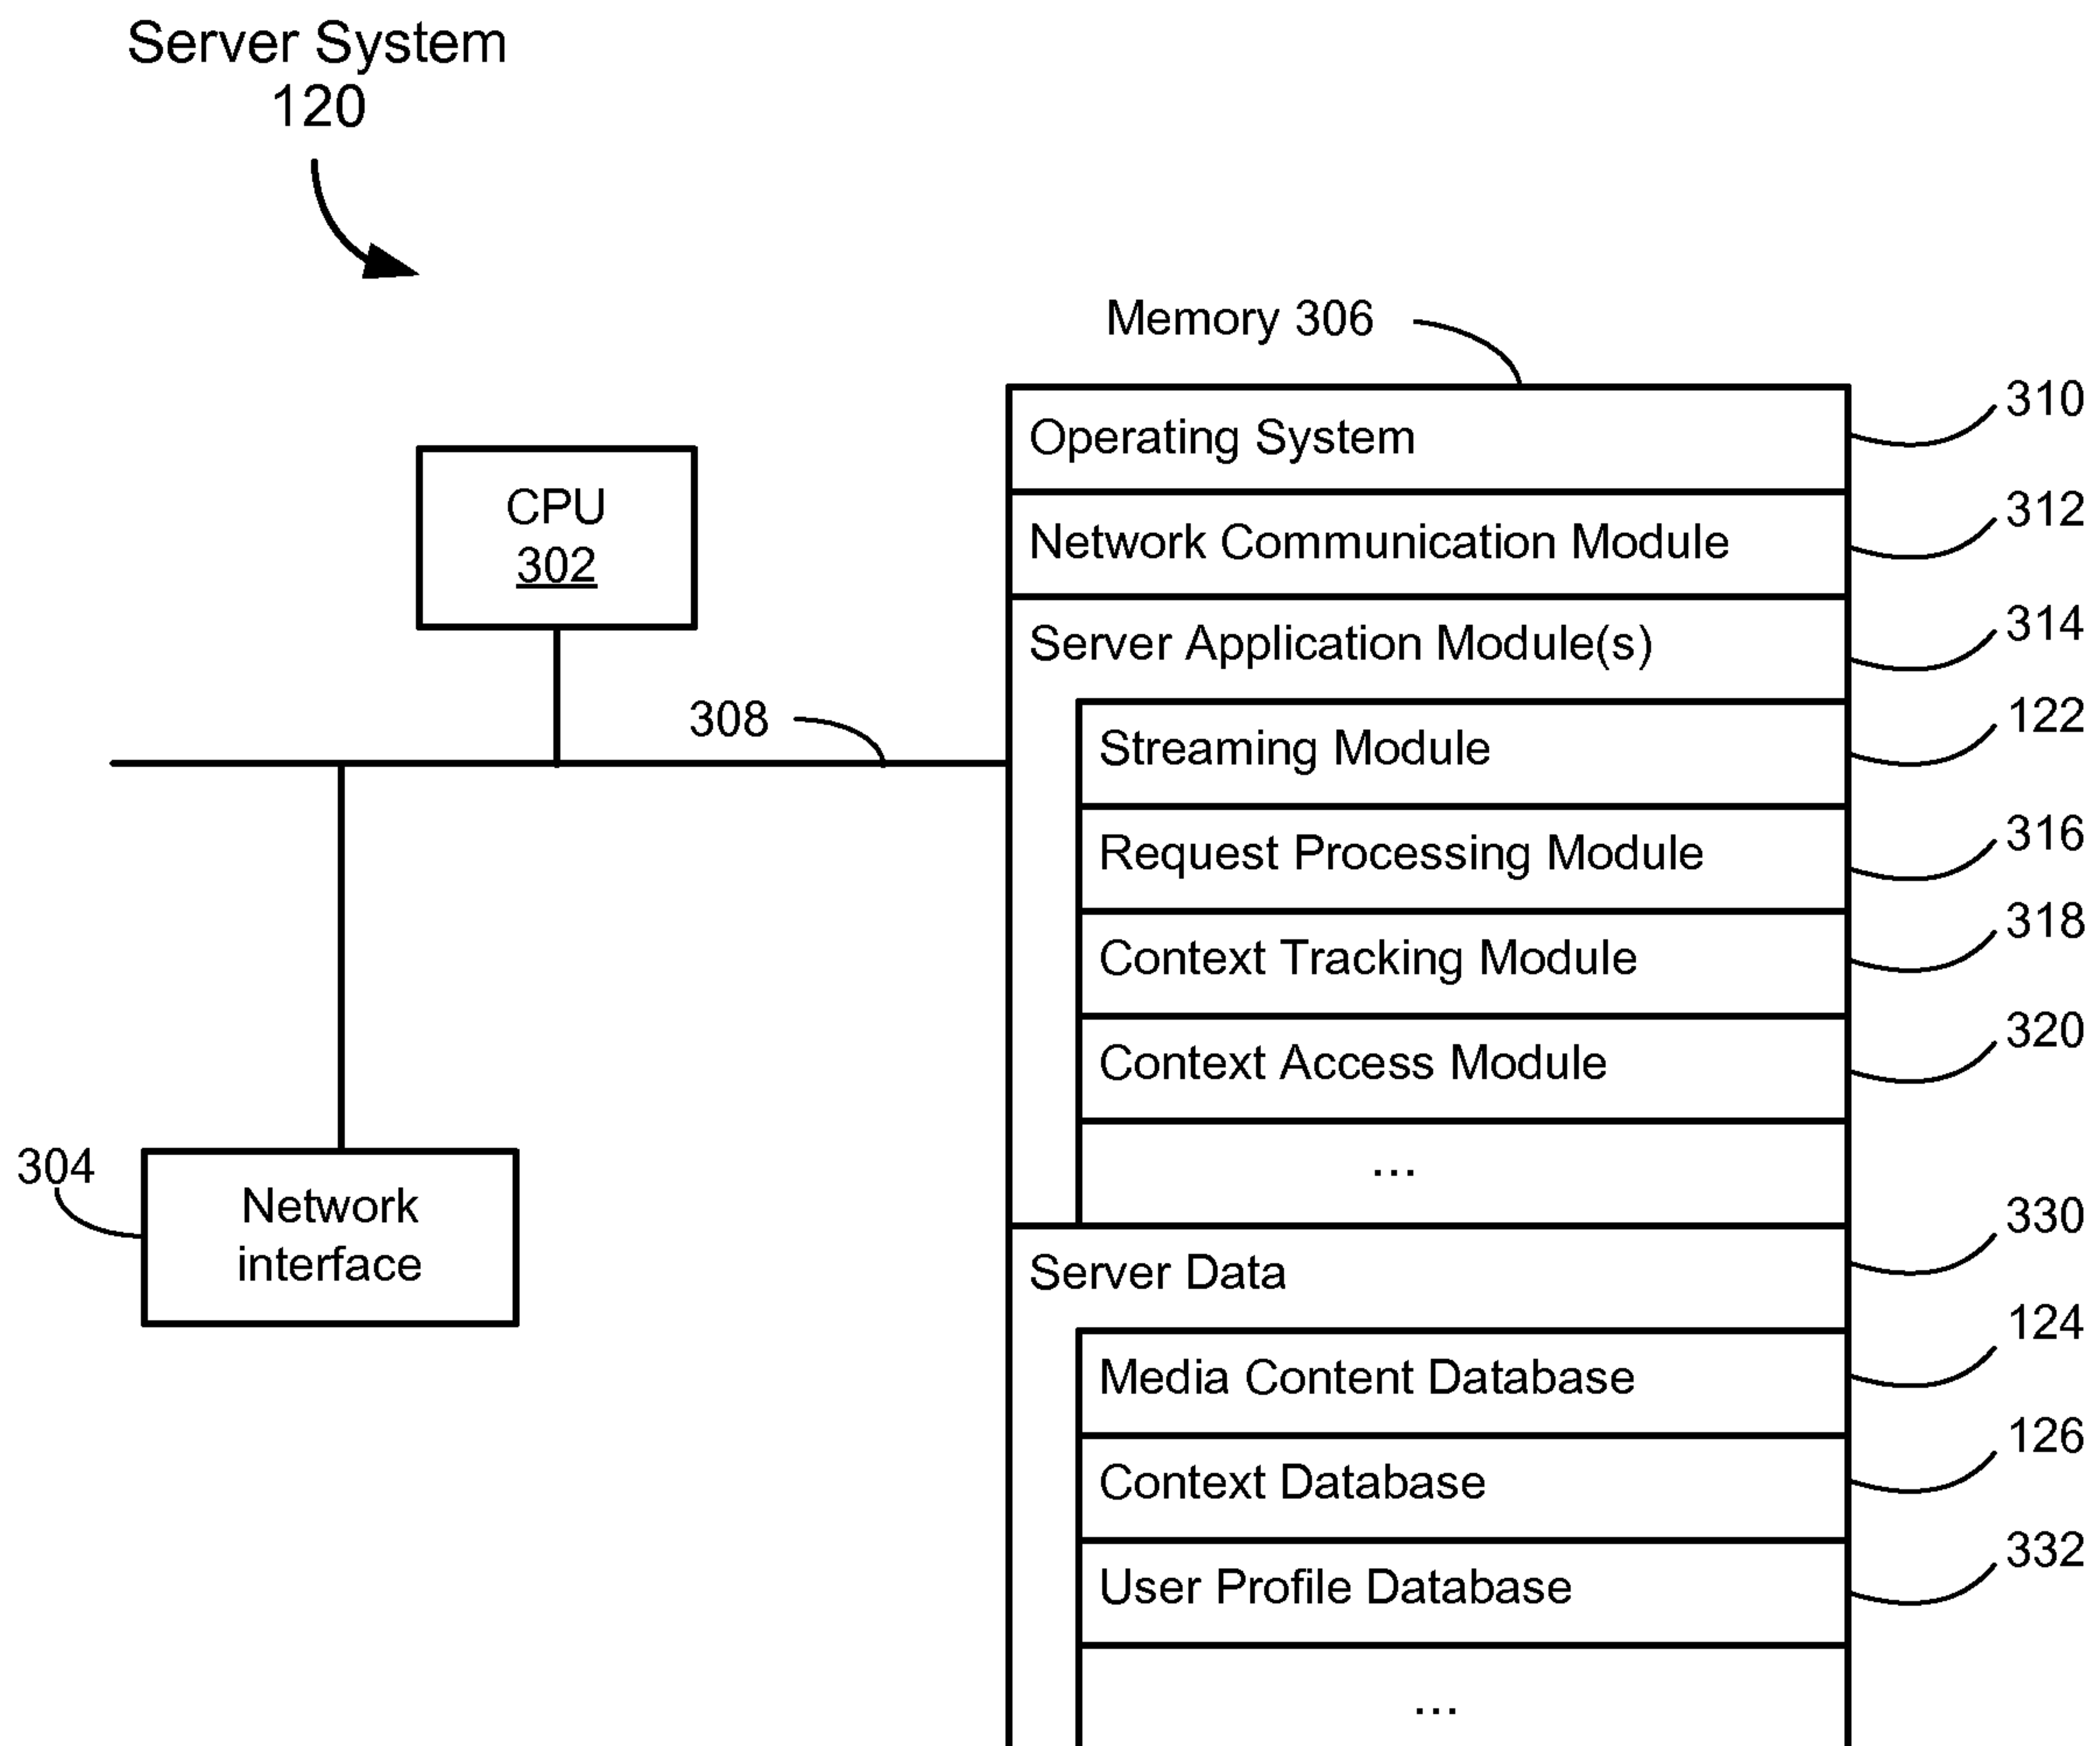 Server System
120
Memory 306
Operating System
310
CPU
302
Network Communication Module
312
Server Application Module(s)
314
308
Streaming Module
122
Request Processing Module
316
Context Tracking Module
318
Context Access Module
320
...
304
Network
interface
Server Data
330
Media Content Database
124
Context Database
126
User Profile Database
332
...